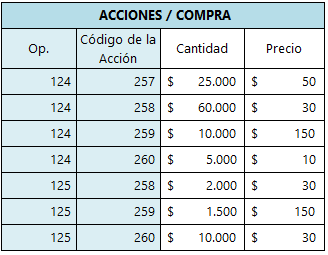 ACCIONES / COMPRA
Op. Código de la Acción Cantidad Precio
124 257 $ 25.000 $ 50
124 258 $ 60.000 $ 30
124 259 $ 10.000 $ 150
124 260 $ 5.000 $ 10
125 258 $ 2.000 $ 30
125 259 $ 1.500 $ 150
125 260 $ 10.000 $ 30